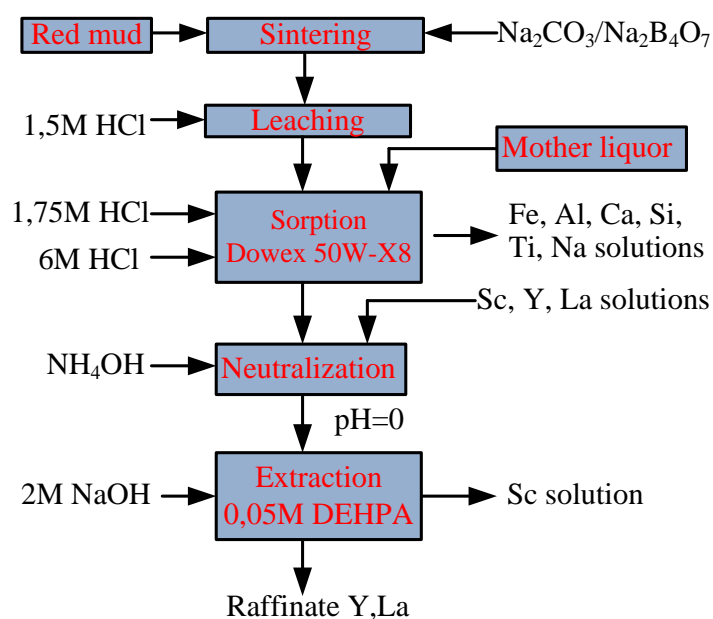 Red mud
Sintering
Na₂CO₃/Na₂B₄O₇
1,5M HCl
Leaching
Mother liquor
1,75M HCl
6M HCl
Sorption
Dowex 50W-X8
Fe, Al, Ca, Si,
Ti, Na solutions
Sc, Y, La solutions
NH₄OH
Neutralization
pH=0
2M NaOH
Extraction
0,05M DEHPA
Sc solution
Raffinate Y,La